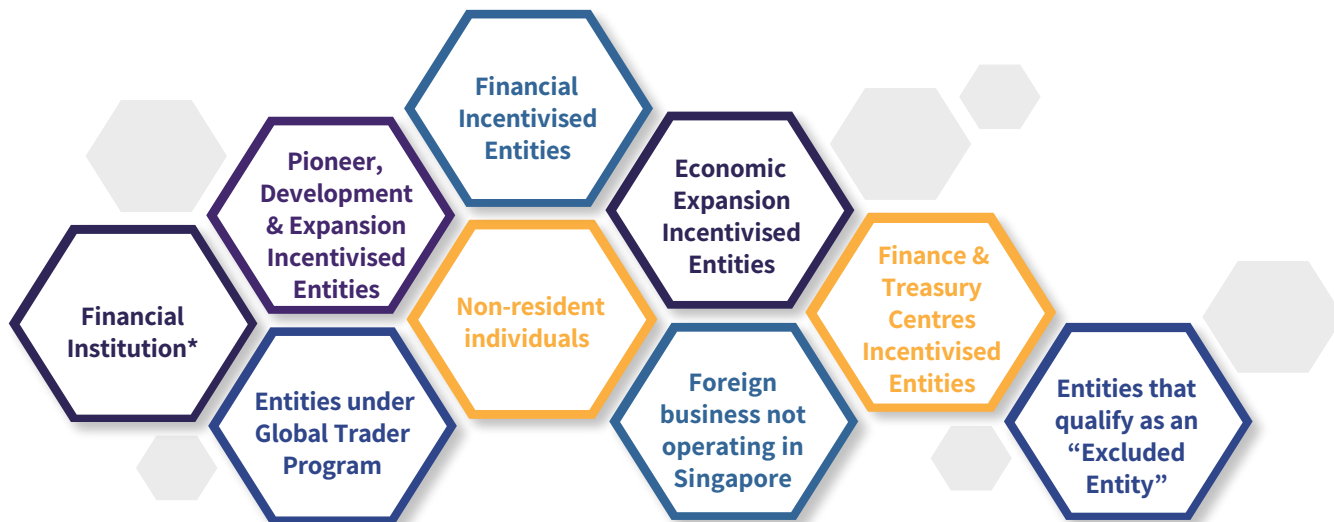 Financial
Incentivised
Entities
Pioneer,
Development
& Expansion
Incentivised
Entities
Economic
Expansion
Incentivised
Entities
Financial
Institution*
Non-resident
individuals
Finance &
Treasury
Centres
Incentivised
Entities
Entities under
Global Trader
Program
Foreign
business not
operating in
Singapore
Entities that
qualify as an
“Excluded
Entity”